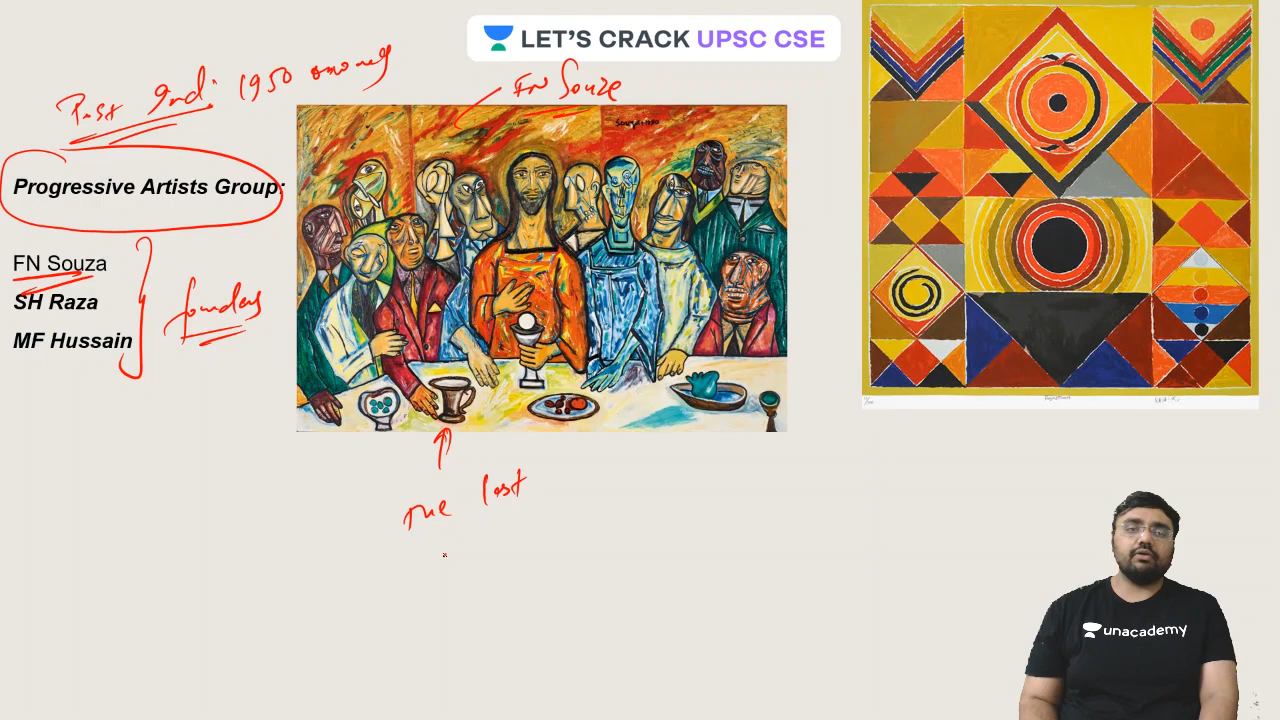 LET'S CRACK UPSC CSE
Post Ind. 1950 onwards
FN Souza
Progressive Artists Group:
FN Souza
SH Raza
MF Hussain
founders
The last
unacademy